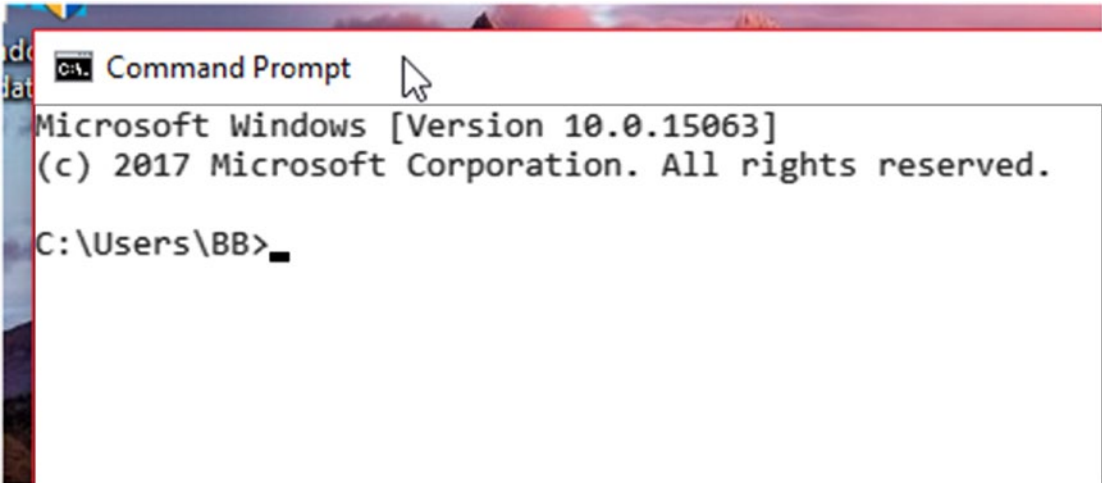 Command Prompt
Microsoft Windows [Version 10.0.15063]
(c) 2017 Microsoft Corporation. All rights reserved.
C:\Users\BB>